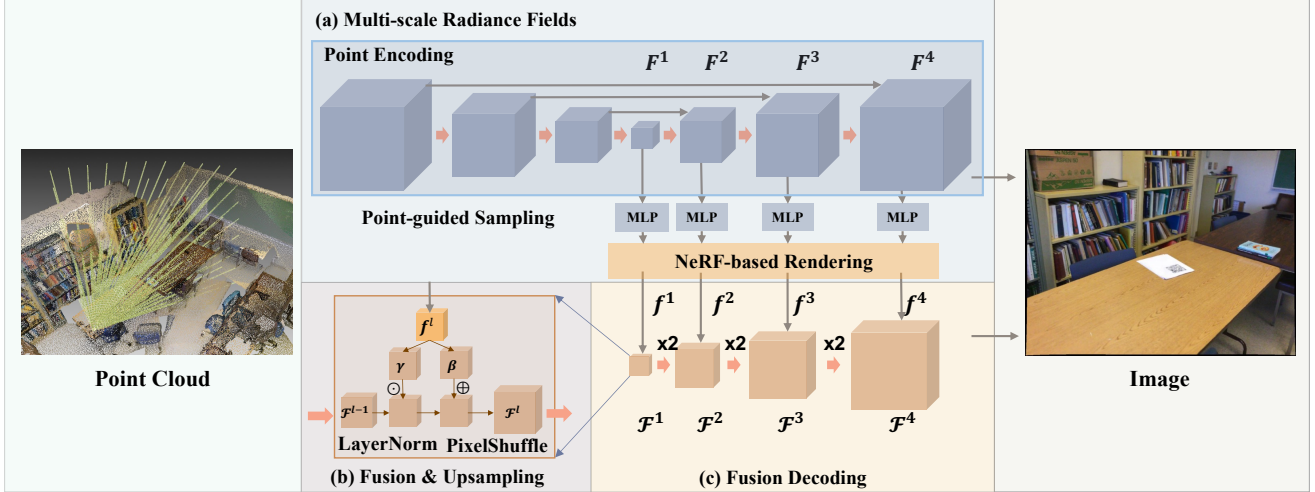 (a) Multi-scale Radiance Fields
Point Encoding
F¹ F² F³ F⁴
Point-guided Sampling
MLP MLP MLP MLP
NeRF-based Rendering
f¹ f² f³ f⁴
x2 x2 x2
ℱ¹ ℱ² ℱ³ ℱ⁴
(c) Fusion Decoding
fˡ
γ β
⊙ ⊕
ℱˡ⁻¹ ℱˡ
LayerNorm PixelShuffle
(b) Fusion & Upsampling
Point Cloud
Image